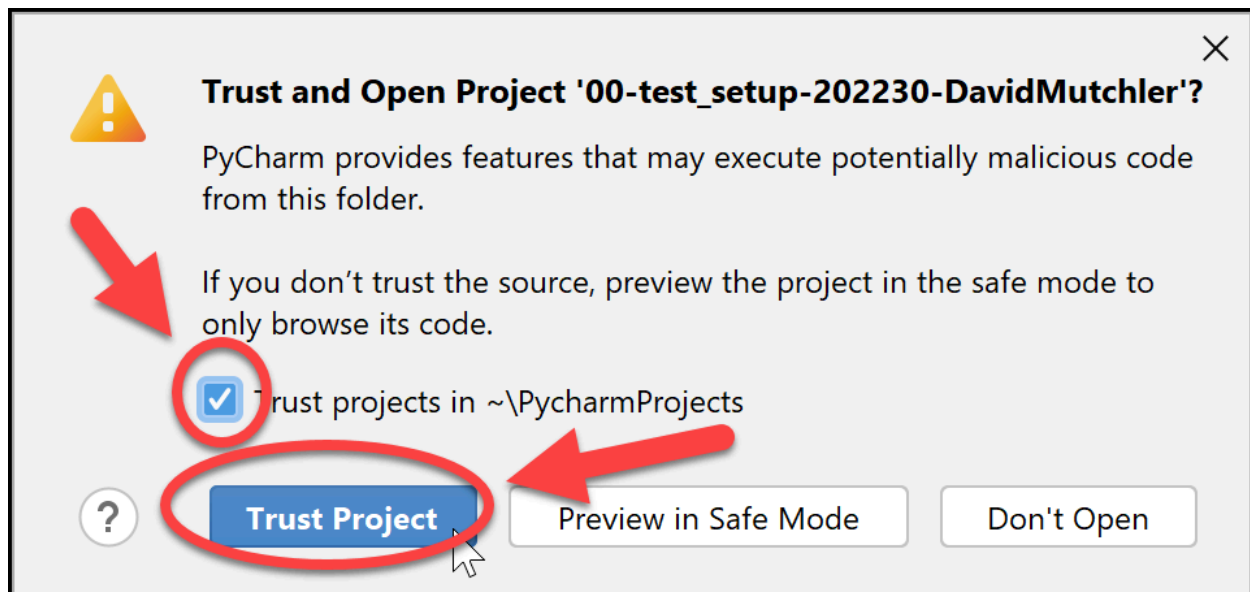 Trust and Open Project '00-test_setup-202230-DavidMutchler'?
PyCharm provides features that may execute potentially malicious code
from this folder.
If you don’t trust the source, preview the project in the safe mode to
only browse its code.
Trust projects in ~\PycharmProjects
?
Trust Project
Preview in Safe Mode
Don't Open